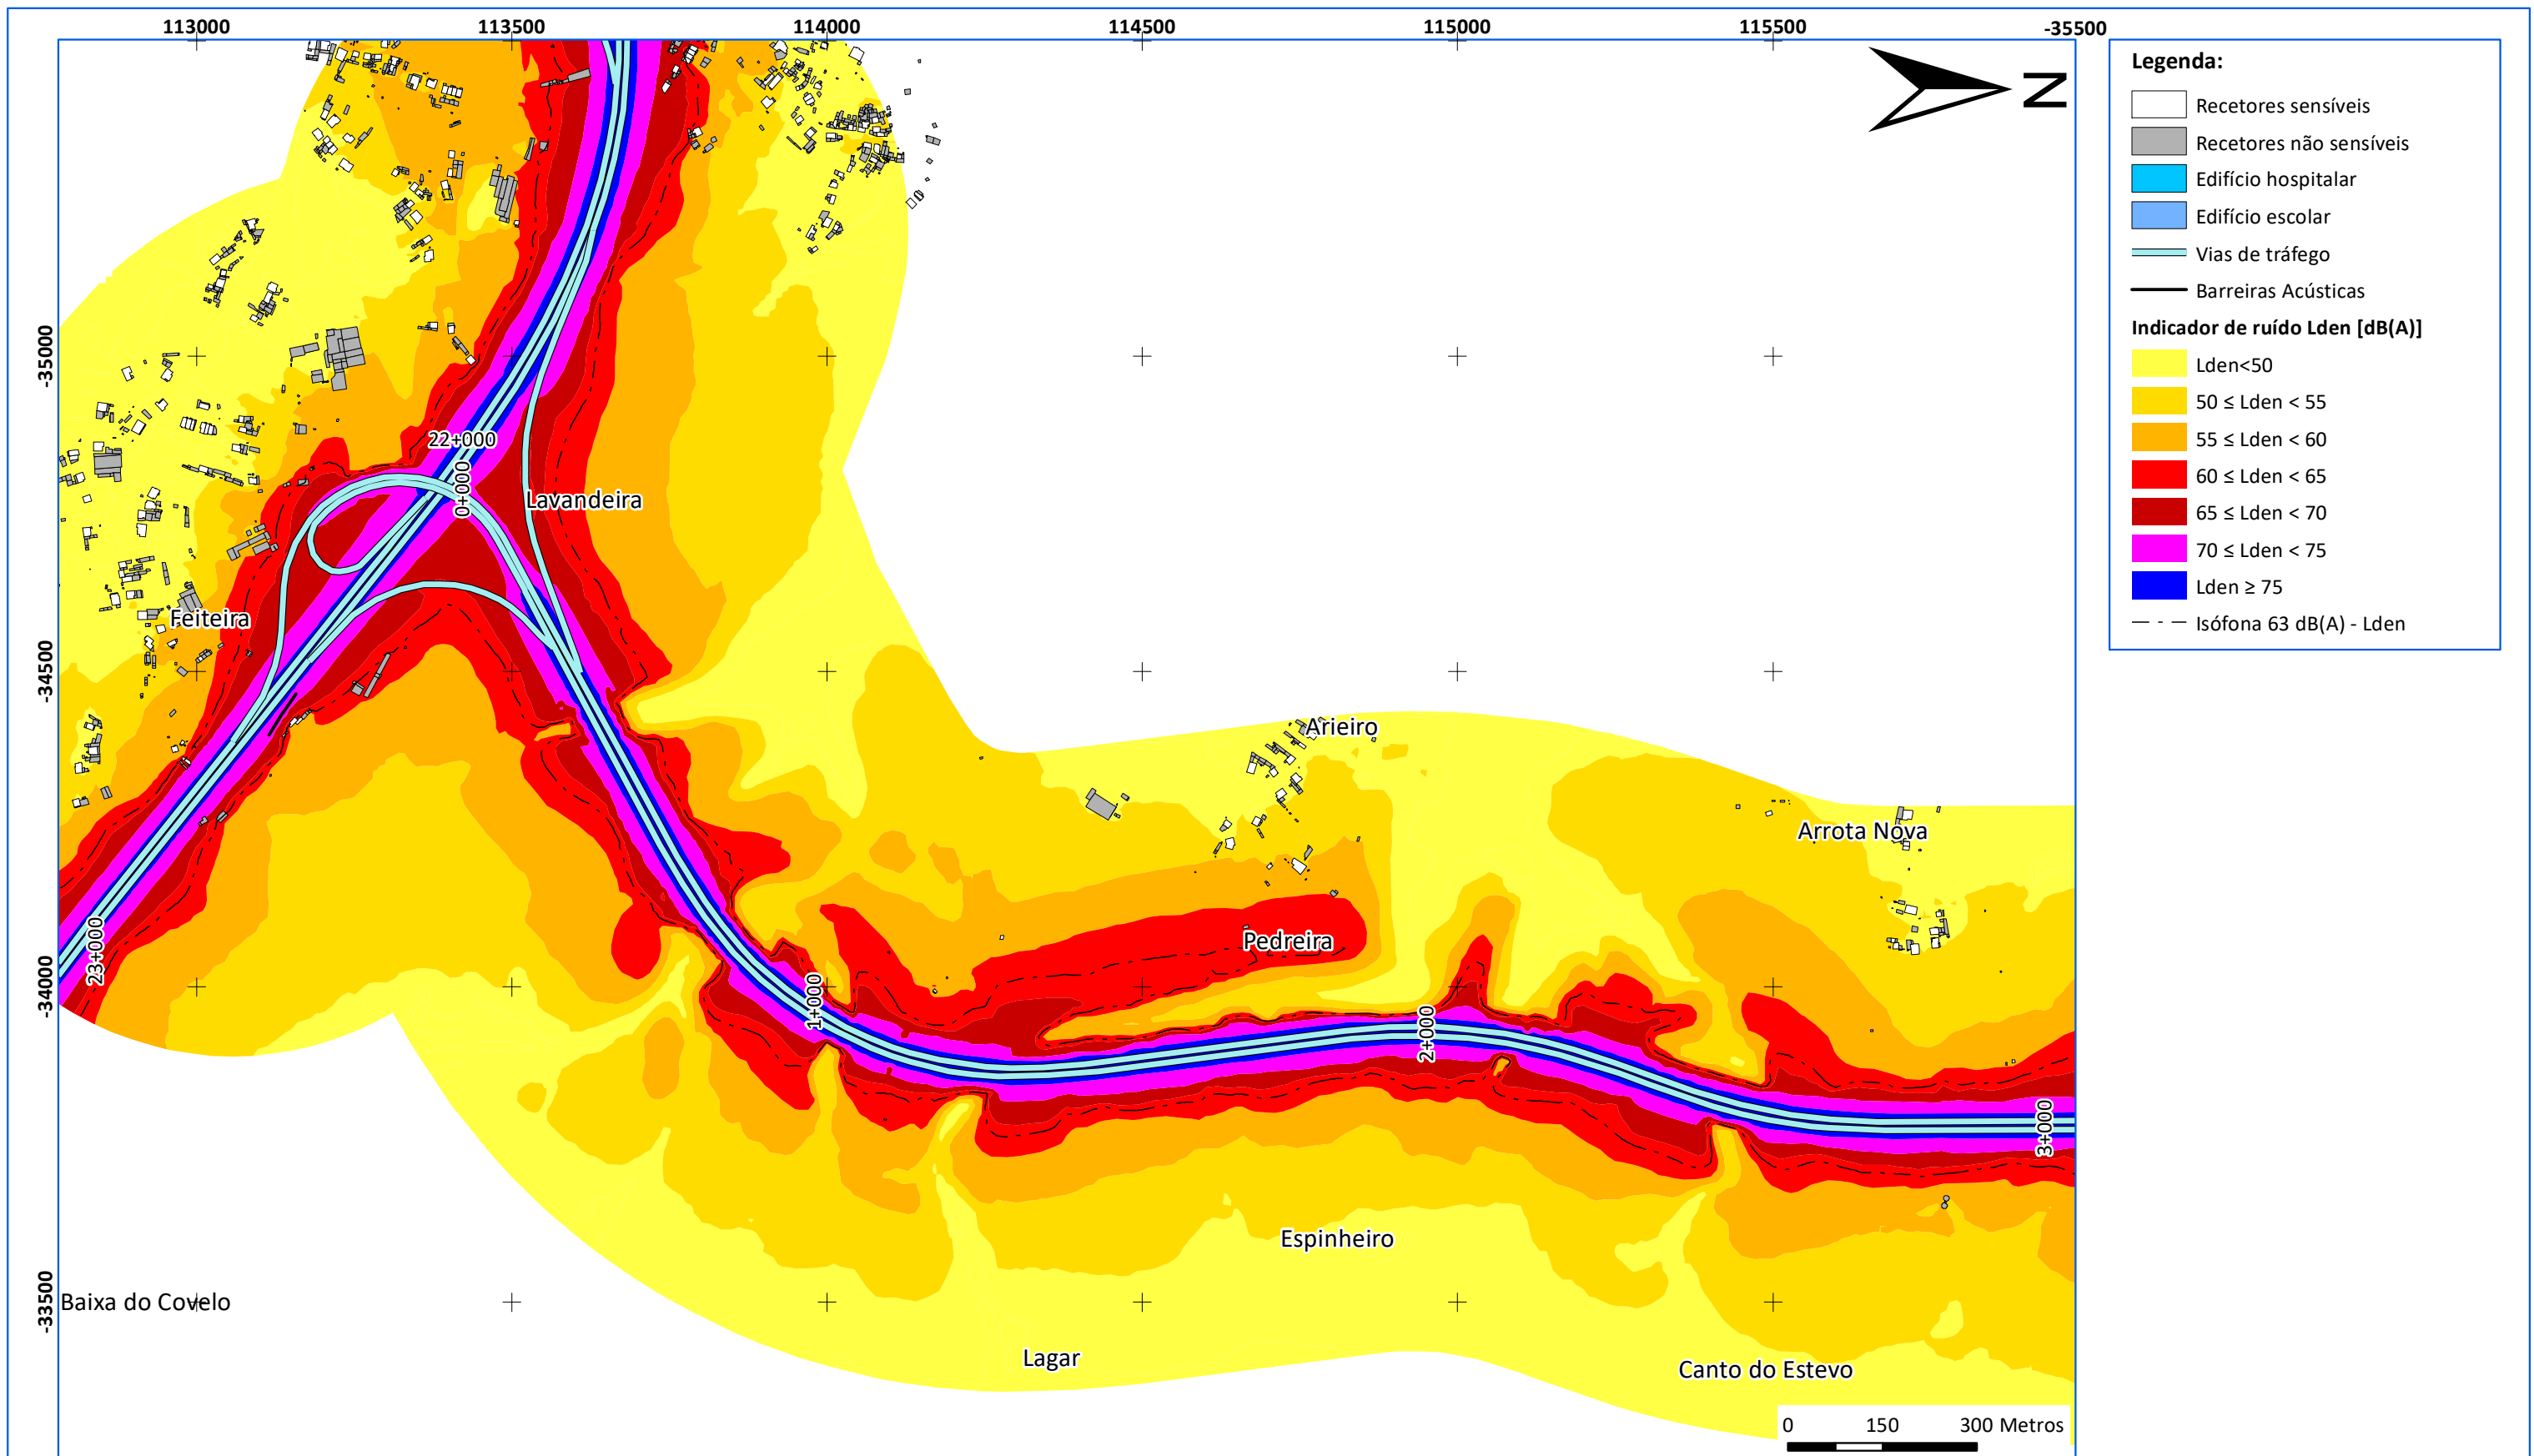 113000 113500 114000 114500 115000 115500 -35500
-35000
-34500
-34000
-33500
N
22+000
0+000
Lavandeira
Feiteira
23+000
Arieiro
Arrota Nova
Pedreira
1+000
2+000
3+000
Espinheiro
Baixa do Covelo
Lagar
Canto do Estevo
0 150 300 Metros
Legenda:
Recetores sensíveis
Recetores não sensíveis
Edifício hospitalar
Edifício escolar
Vias de tráfego
Barreiras Acústicas
Indicador de ruído Lden [dB(A)]
Lden<50
50 ≤ Lden < 55
55 ≤ Lden < 60
60 ≤ Lden < 65
65 ≤ Lden < 70
70 ≤ Lden < 75
Lden ≥ 75
Isófona 63 dB(A) - Lden